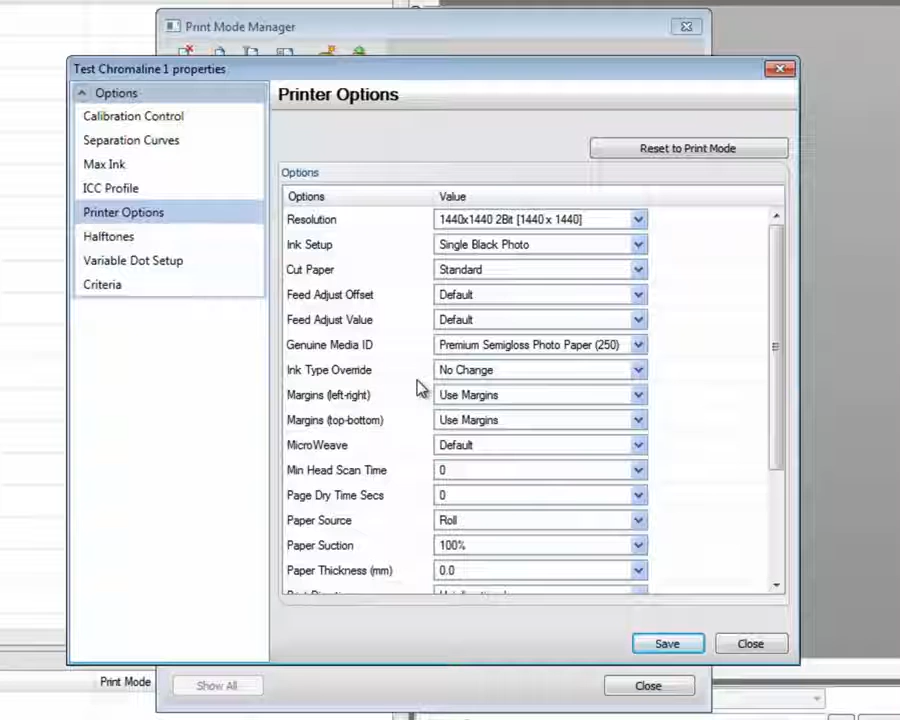 Print Mode Manager
Test Chromaline 1 properties
Options
Calibration Control
Separation Curves
Max Ink
ICC Profile
Printer Options
Halftones
Variable Dot Setup
Criteria
Printer Options
Reset to Print Mode
Options
Options Value
Resolution 1440x1440 2Bit [1440 x 1440]
Ink Setup Single Black Photo
Cut Paper Standard
Feed Adjust Offset Default
Feed Adjust Value Default
Genuine Media ID Premium Semigloss Photo Paper (250)
Ink Type Override No Change
Margins (left-right) Use Margins
Margins (top-bottom) Use Margins
MicroWeave Default
Min Head Scan Time 0
Page Dry Time Secs 0
Paper Source Roll
Paper Suction 100%
Paper Thickness (mm) 0.0
Save Close
Print Mode Show All Close